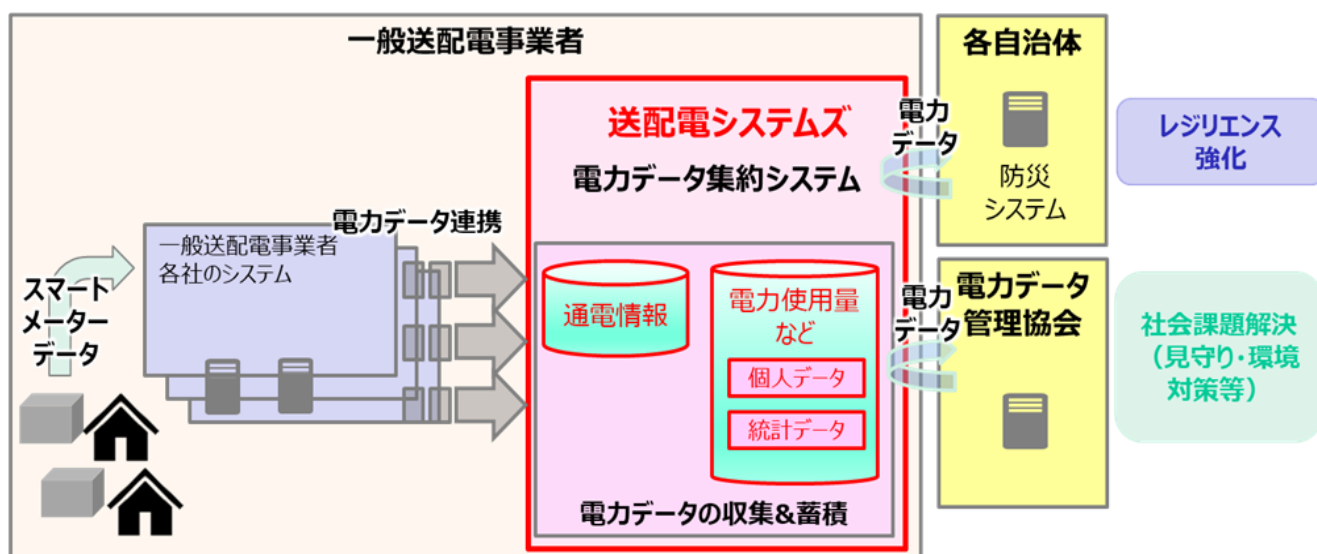 一般送配電事業者
スマート
メーター
データ
一般送配電事業者
各社のシステム
電力データ連携
送配電システムズ
電力データ集約システム
通電情報
電力使用量
など
個人データ
統計データ
電力データの収集&蓄積
電力
データ
各自治体
防災
システム
レジリエンス
強化
電力
データ
電力データ
管理協会
社会課題解決
（見守り・環境
対策等）